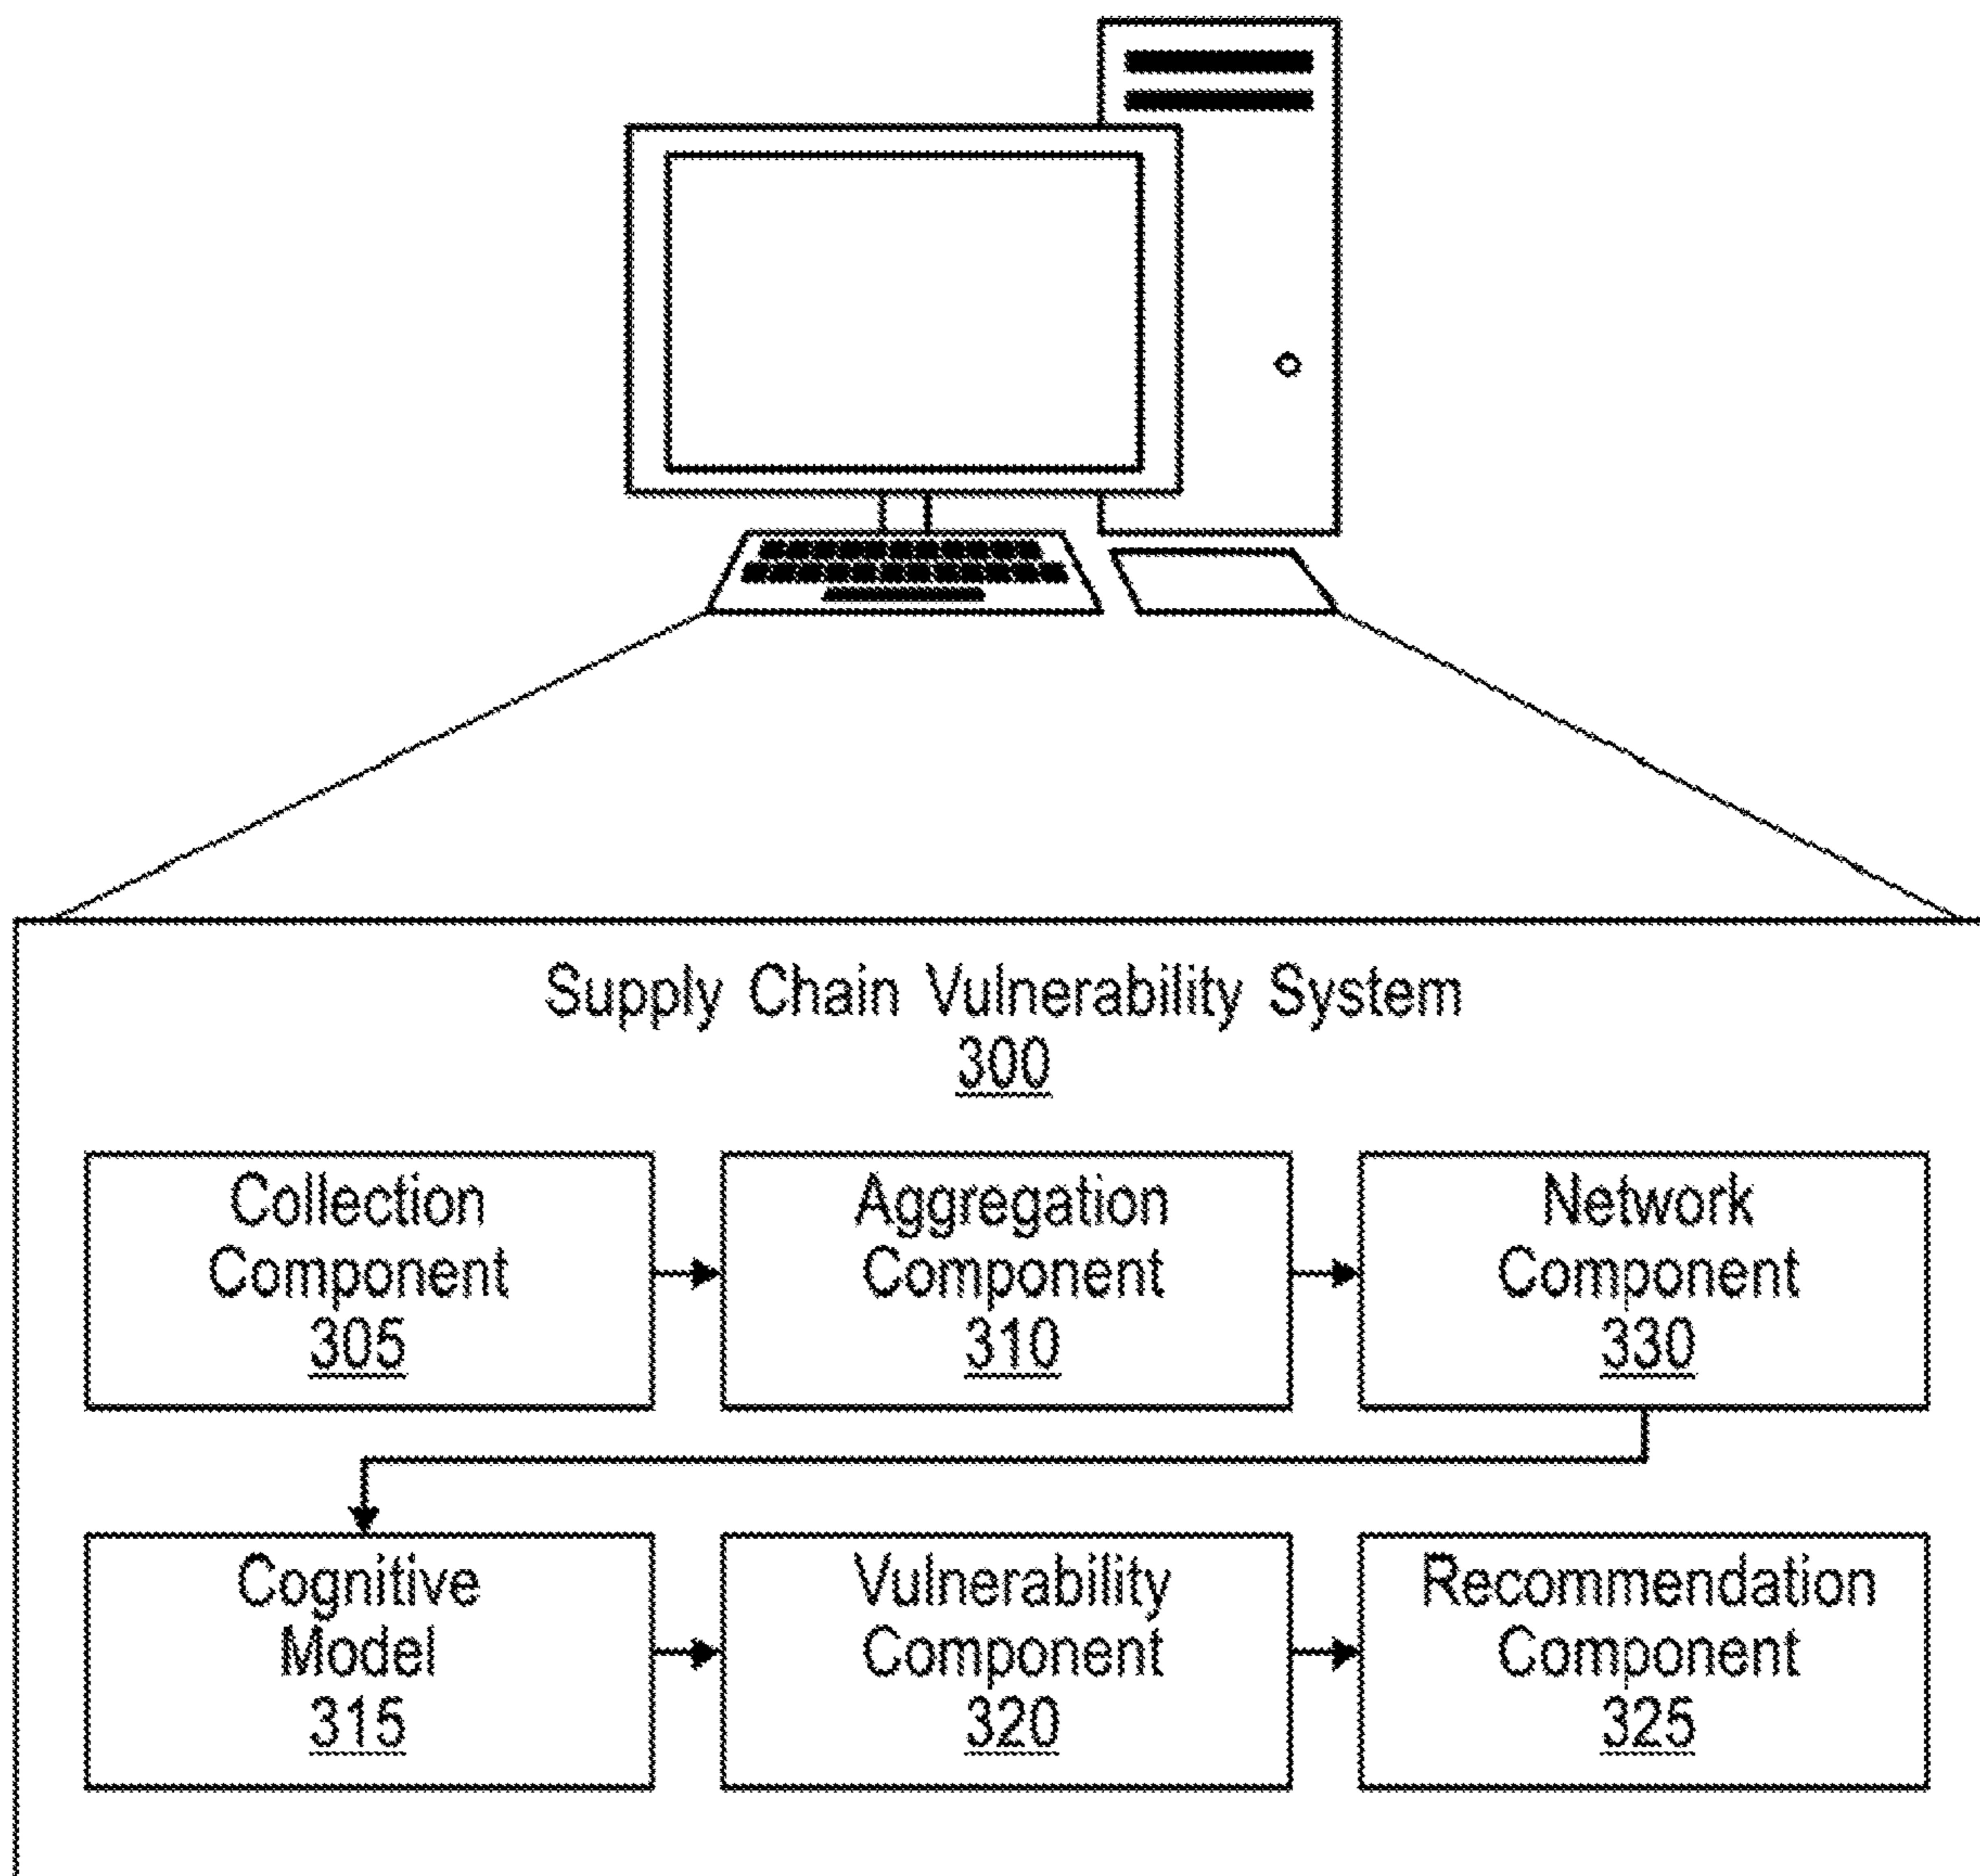 Supply Chain Vulnerability System
300
Collection
Component
305
Aggregation
Component
310
Network
Component
330
Cognitive
Model
315
Vulnerability
Component
320
Recommendation
Component
325